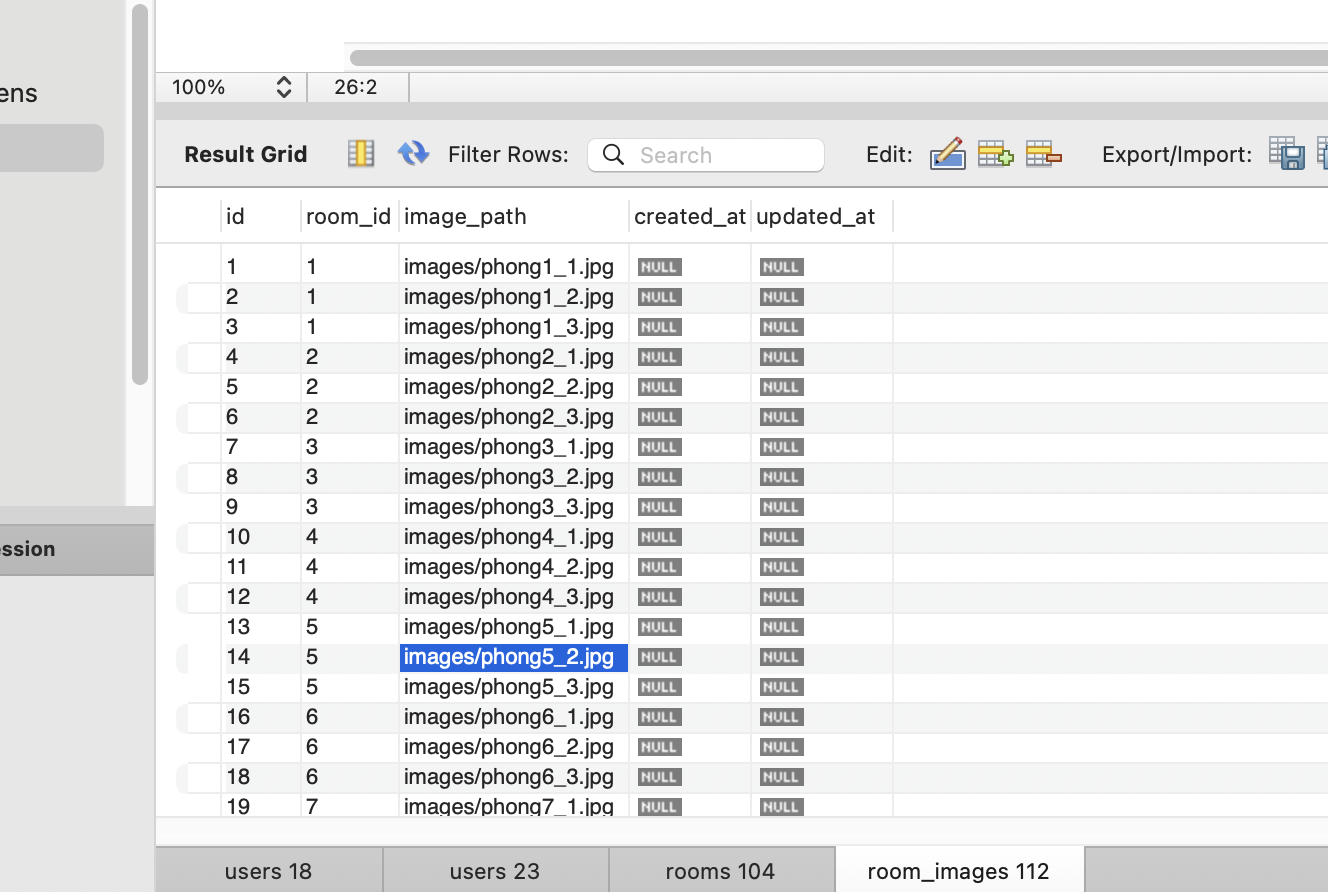 ens
100% 26:2
Result Grid Filter Rows: Search Edit: Export/Import:
id room_id image_path created_at updated_at
1 1 images/phong1_1.jpg NULL NULL
2 1 images/phong1_2.jpg NULL NULL
3 1 images/phong1_3.jpg NULL NULL
4 2 images/phong2_1.jpg NULL NULL
5 2 images/phong2_2.jpg NULL NULL
6 2 images/phong2_3.jpg NULL NULL
7 3 images/phong3_1.jpg NULL NULL
8 3 images/phong3_2.jpg NULL NULL
9 3 images/phong3_3.jpg NULL NULL
10 4 images/phong4_1.jpg NULL NULL
ession
11 4 images/phong4_2.jpg NULL NULL
12 4 images/phong4_3.jpg NULL NULL
13 5 images/phong5_1.jpg NULL NULL
14 5 images/phong5_2.jpg NULL NULL
15 5 images/phong5_3.jpg NULL NULL
16 6 images/phong6_1.jpg NULL NULL
17 6 images/phong6_2.jpg NULL NULL
18 6 images/phong6_3.jpg NULL NULL
19 7 images/phong7_1.jpg NULL NULL
users 18 users 23 rooms 104 room_images 112